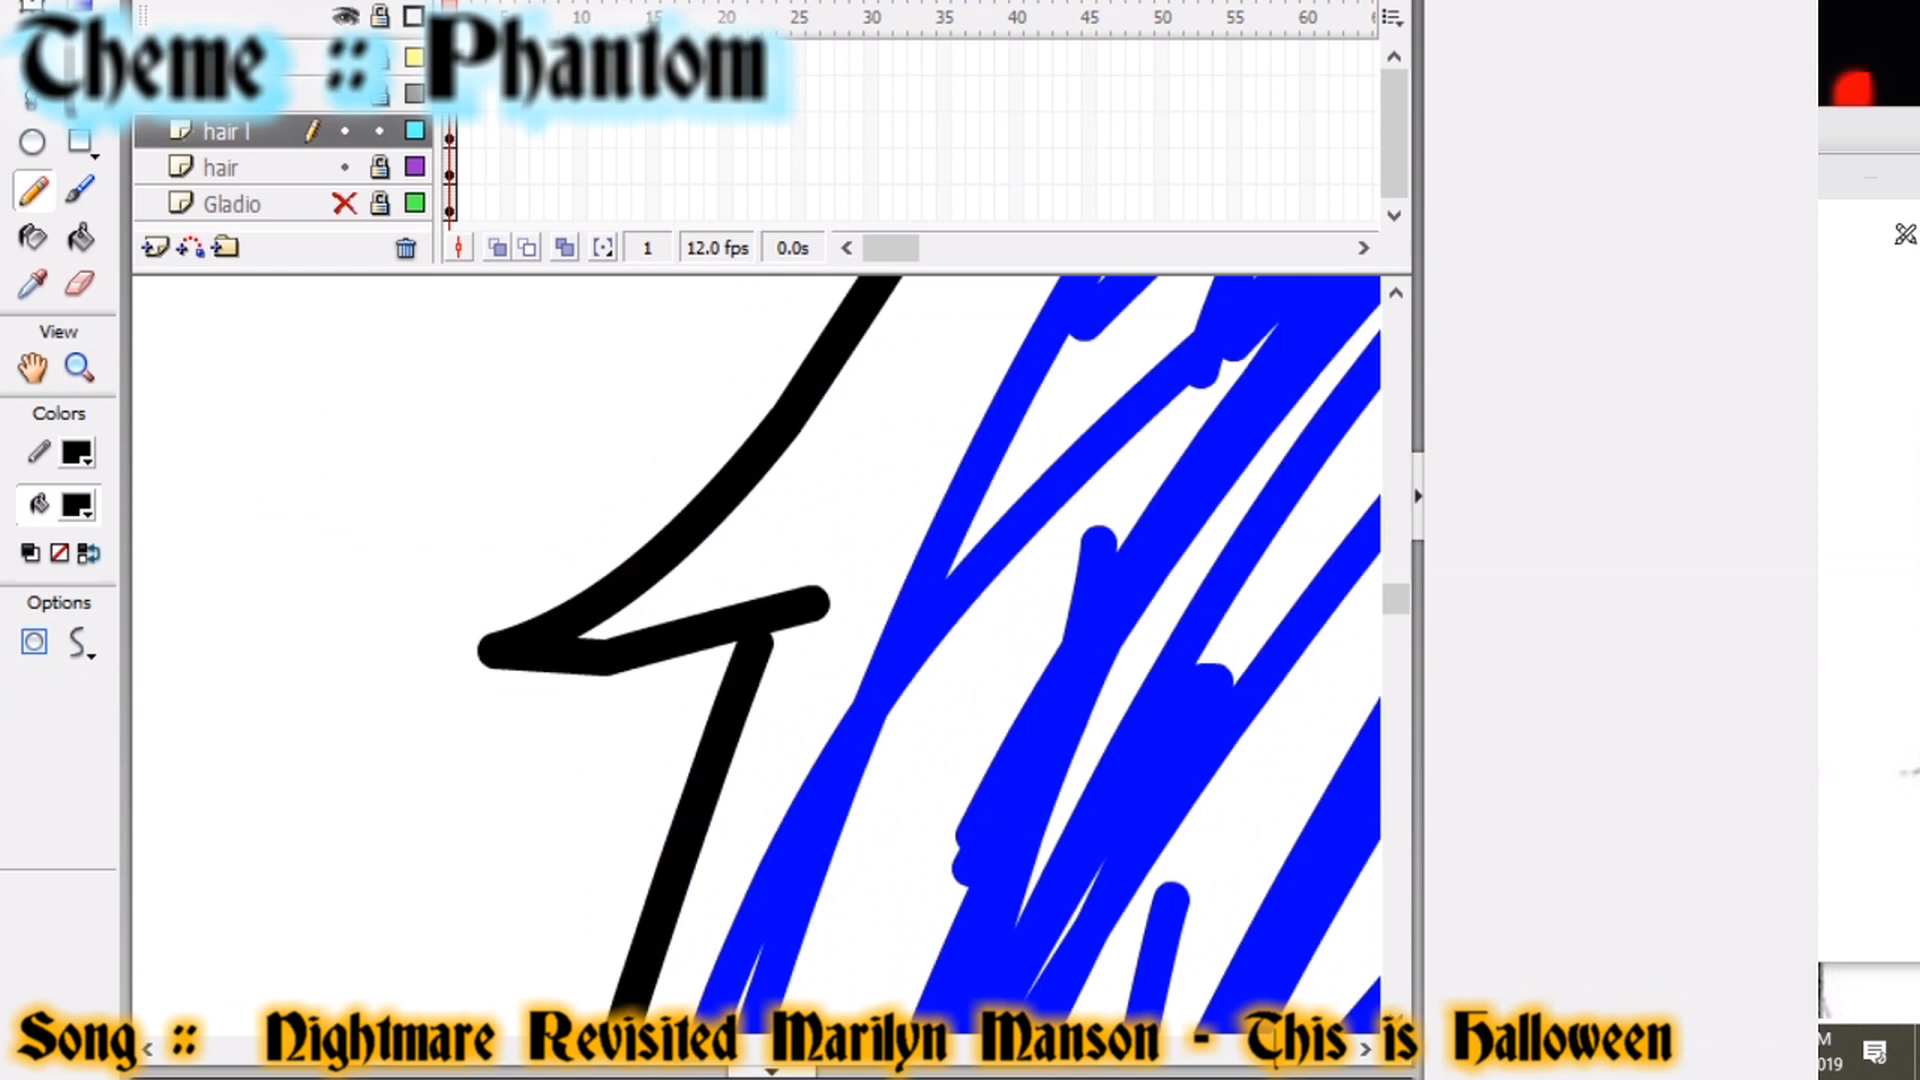 10 15 20 25 30 35 40 45 50 55 60
Theme :: Phantom
hair l
hair
Gladio
1 12.0 fps 0.0s
View
Colors
Options
Song :: Nightmare Revisited Marilyn Manson - This is Halloween
M
019